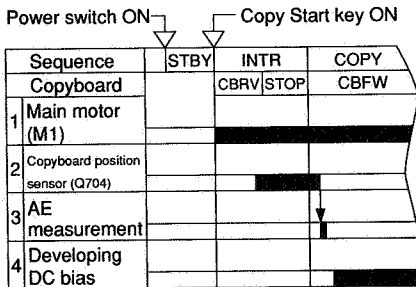 Power switch ON
Copy Start key ON
Sequence STBY INTR COPY
Copyboard CBRV STOP CBFW
1 Main motor
(M1)
2 Copyboard position
sensor (Q704)
3 AE
measurement
4 Developing
DC bias